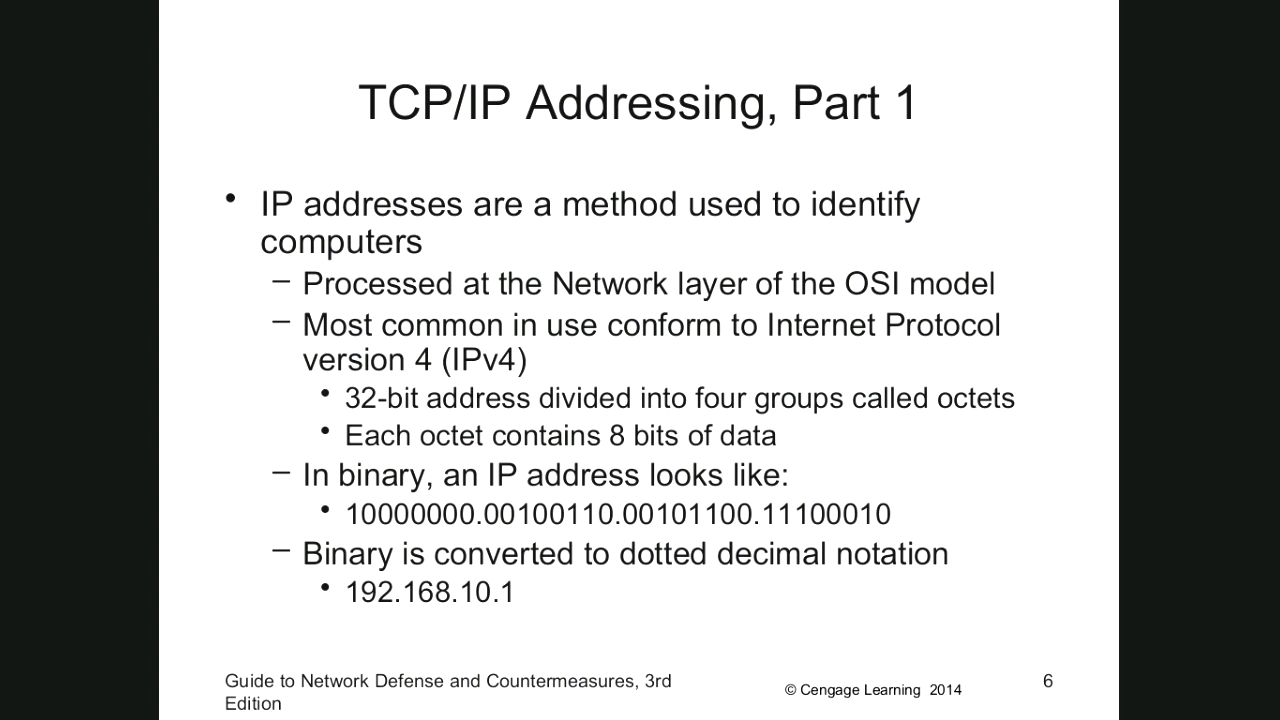 TCP/IP Addressing, Part 1
• IP addresses are a method used to identify
computers
– Processed at the Network layer of the OSI model
– Most common in use conform to Internet Protocol
version 4 (IPv4)
• 32-bit address divided into four groups called octets
• Each octet contains 8 bits of data
– In binary, an IP address looks like:
• 10000000.00100110.00101100.11100010
– Binary is converted to dotted decimal notation
• 192.168.10.1
Guide to Network Defense and Countermeasures, 3rd
Edition
© Cengage Learning 2014
6